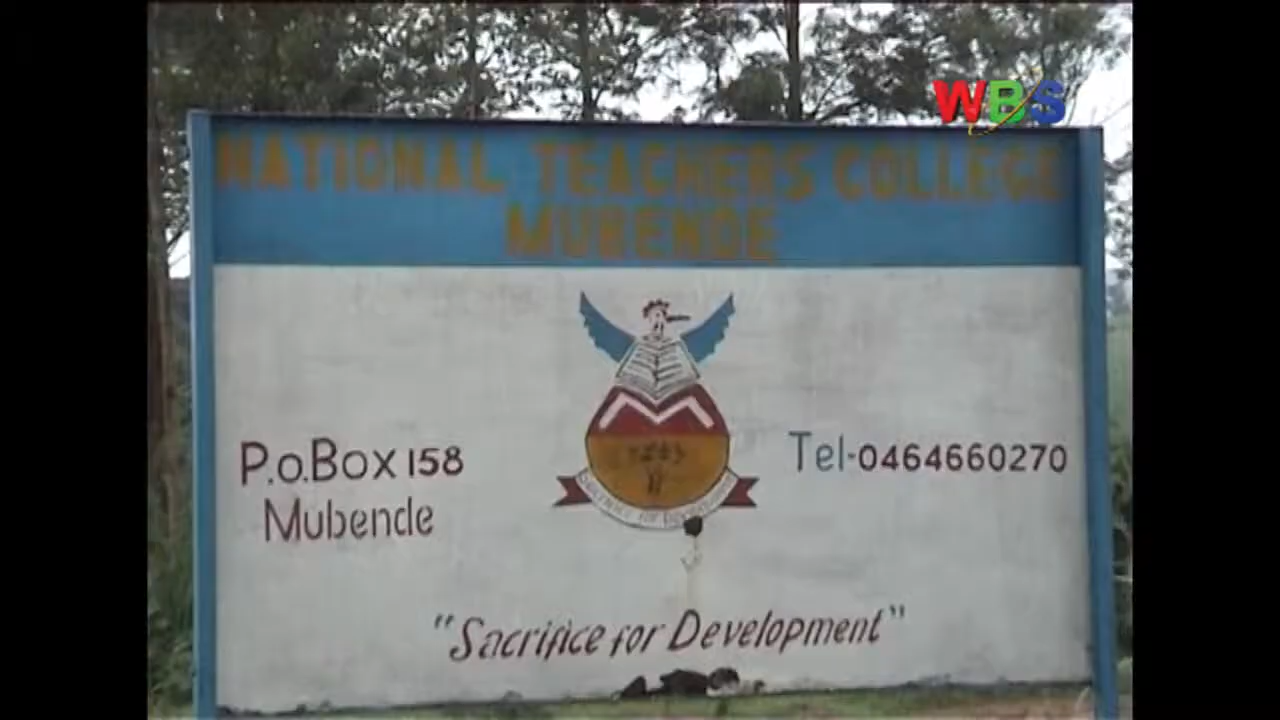 WBS
NATIONAL TEACHERS COLLEGE
MUBENDE
P.o.Box 158
Mubende
Tel-0464660270
"Sacrifice for Development"